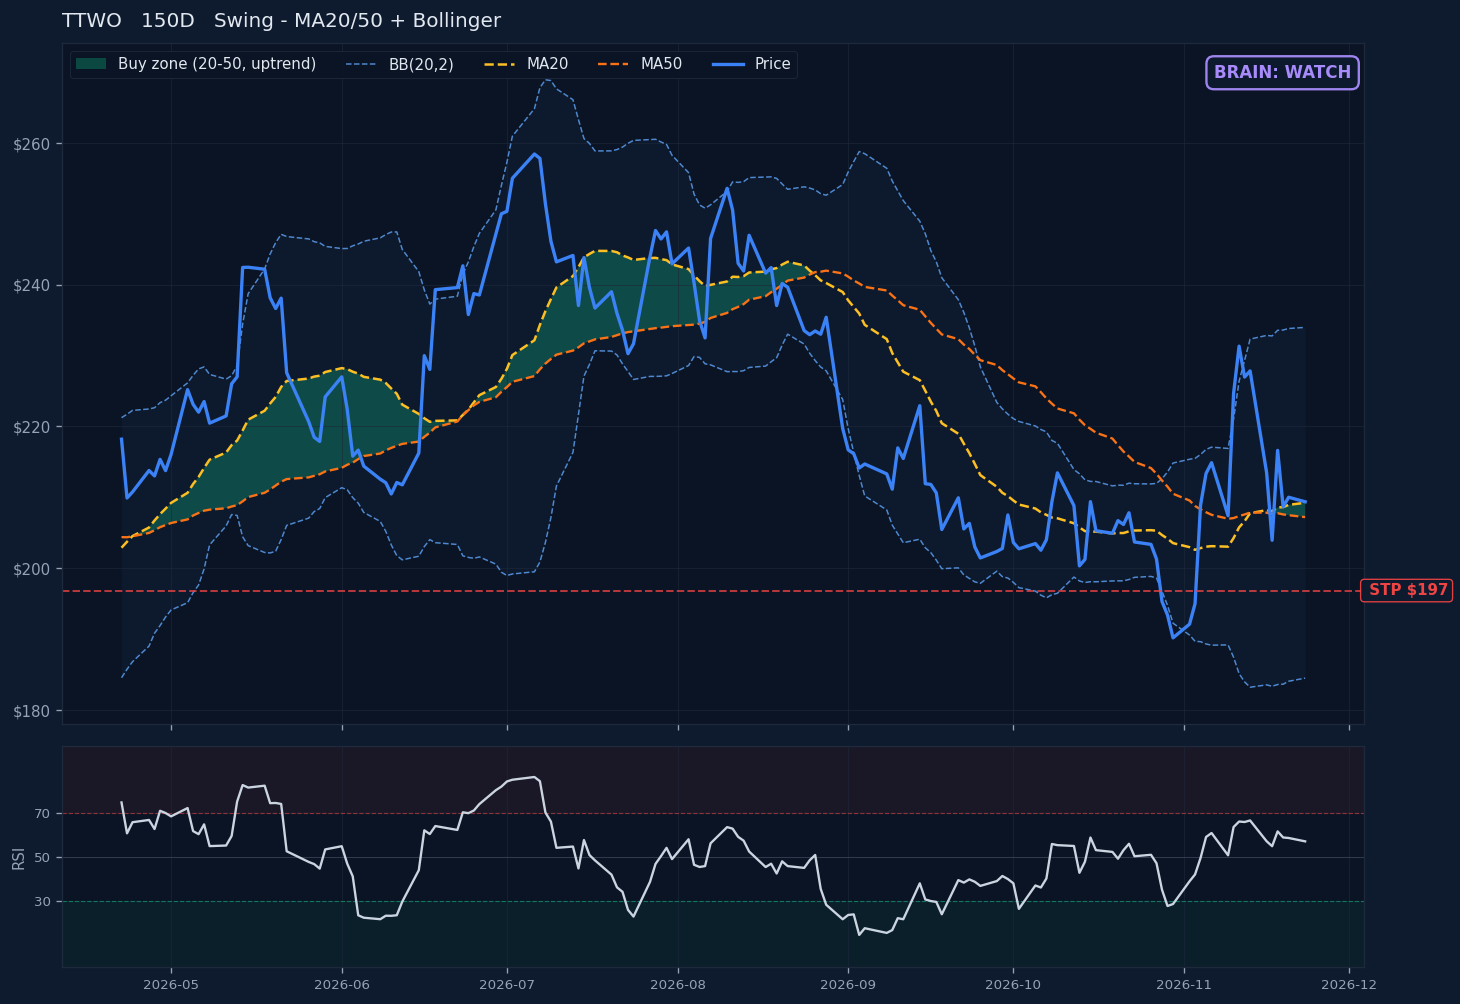 TTWO 150D Swing - MA20/50 + Bollinger
Buy zone (20-50, uptrend) BB(20,2) MA20 MA50 Price
BRAIN: WATCH
$260
$240
$220
$200
STP $197
$180
70
50
30
RSI
2026-05 2026-06 2026-07 2026-08 2026-09 2026-10 2026-11 2026-12